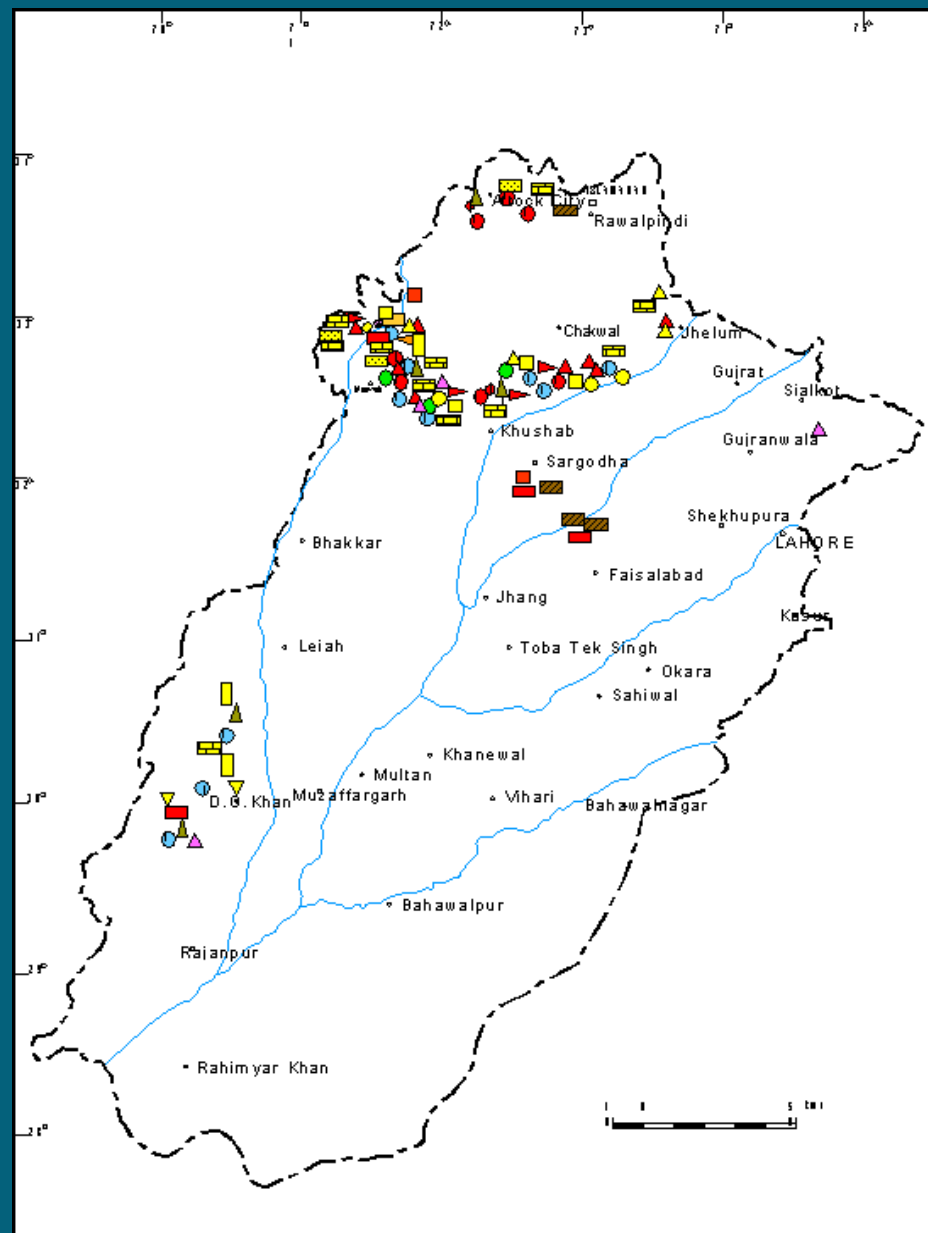 Attock City
Rawalpindi
Chakwal
Jhelum
Gujrat
Sialkot
Khushab
Gujranwala
Sargodha
Shekhupura
LAHORE
Bhakkar
Faisalabad
Jhang
Kasur
Leiah
Toba Tek Singh
Okara
Sahiwal
Khanewal
Multan
D.G.Khan
Muzaffargarh
Vihari
Bahawalnagar
Bahawalpur
Rajanpur
Rahimyar Khan